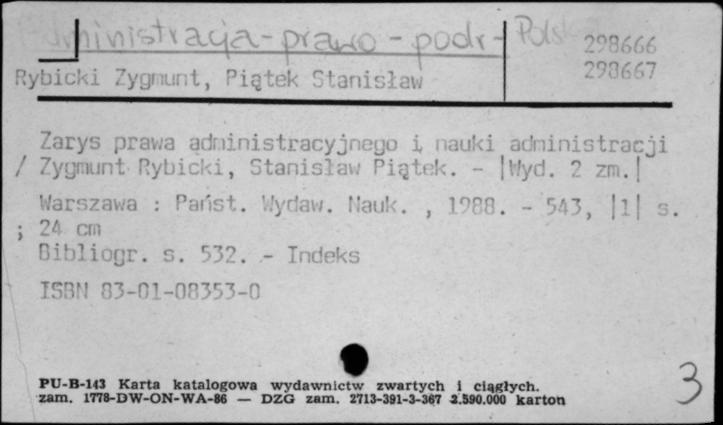 Administracja-prawo - podr- Polska 298666
298667
Rybicki Zygmunt, Piątek Stanisław
Zarys prawa administracyjnego i nauki administracji
/ Zygmunt Rybicki, Stanisław Piątek. - |Wyd. 2 zm.|
Warszawa : Państ. Wydaw. Nauk. , 1988. - 543, |1| s.
; 24 cm
Bibliogr. s. 532. - Indeks
ISBN 83-01-08353-0
PU-B-143 Karta katalogowa wydawnictw zwartych i ciągłych.
zam. 1778-DW-ON-WA-86 — DZG zam. 2713-391-3-367 2.590.000 karton
3